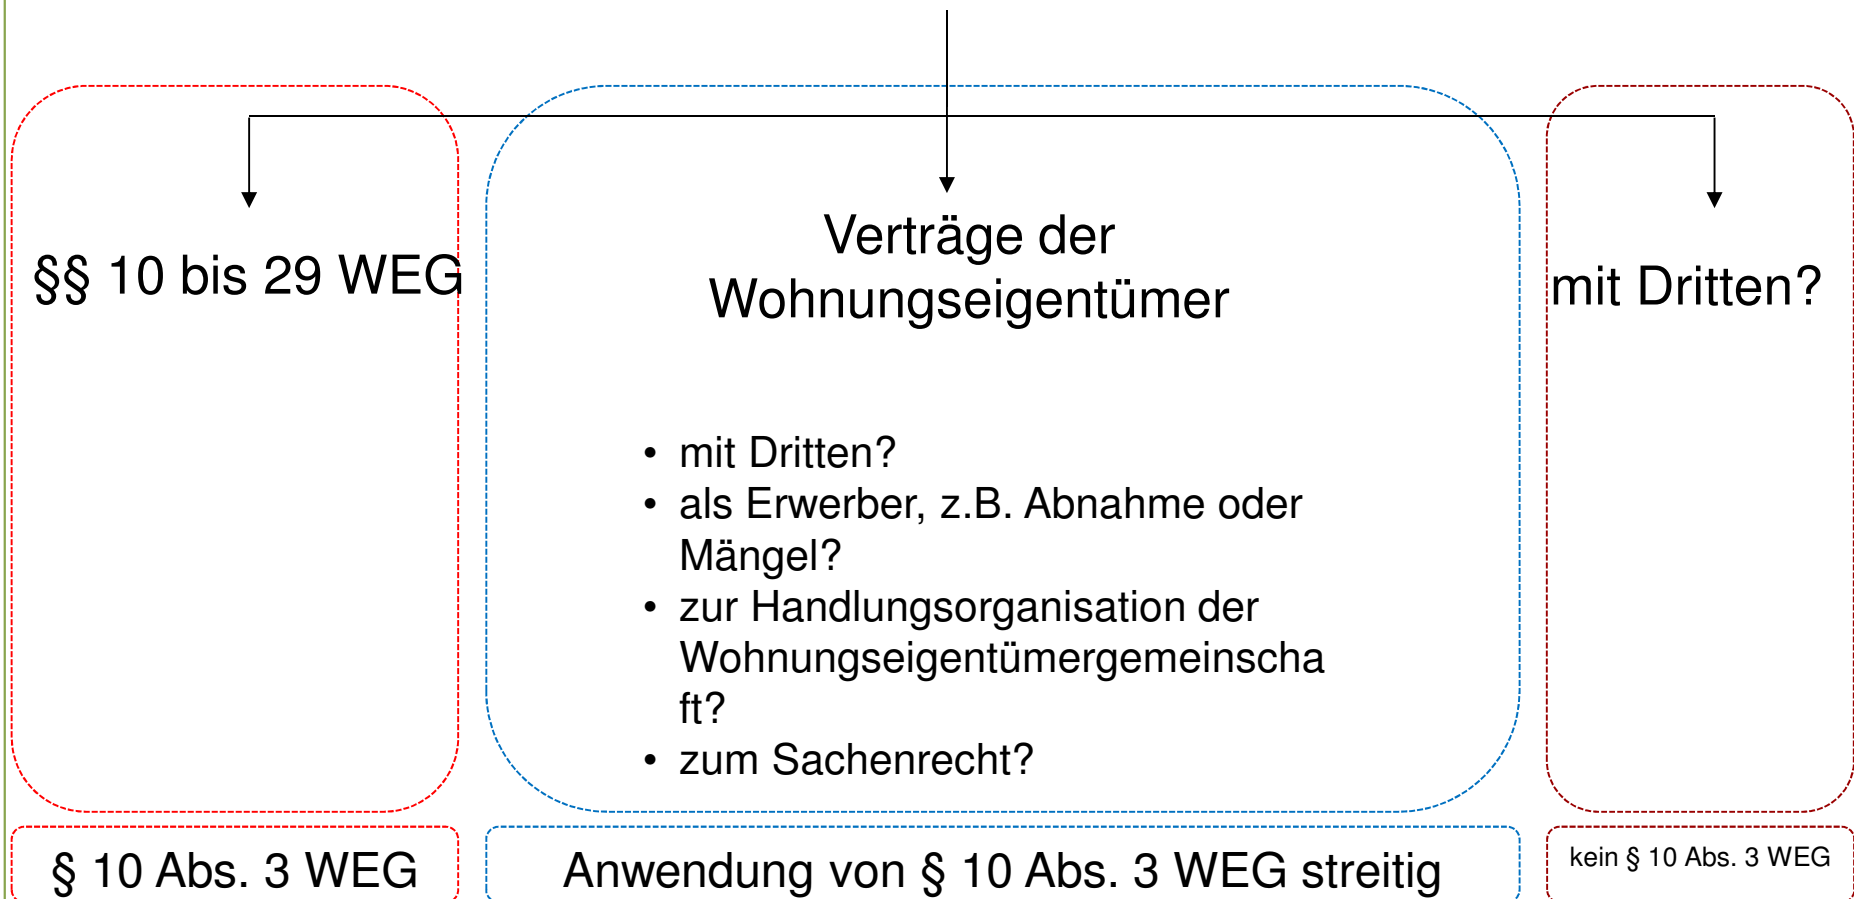 §§ 10 bis 29 WEG
Verträge der
Wohnungseigentümer
• mit Dritten?
• als Erwerber, z.B. Abnahme oder
Mängel?
• zur Handlungsorganisation der
Wohnungseigentümergemeinscha
ft?
• zum Sachenrecht?
mit Dritten?
§ 10 Abs. 3 WEG
Anwendung von § 10 Abs. 3 WEG streitig
kein § 10 Abs. 3 WEG